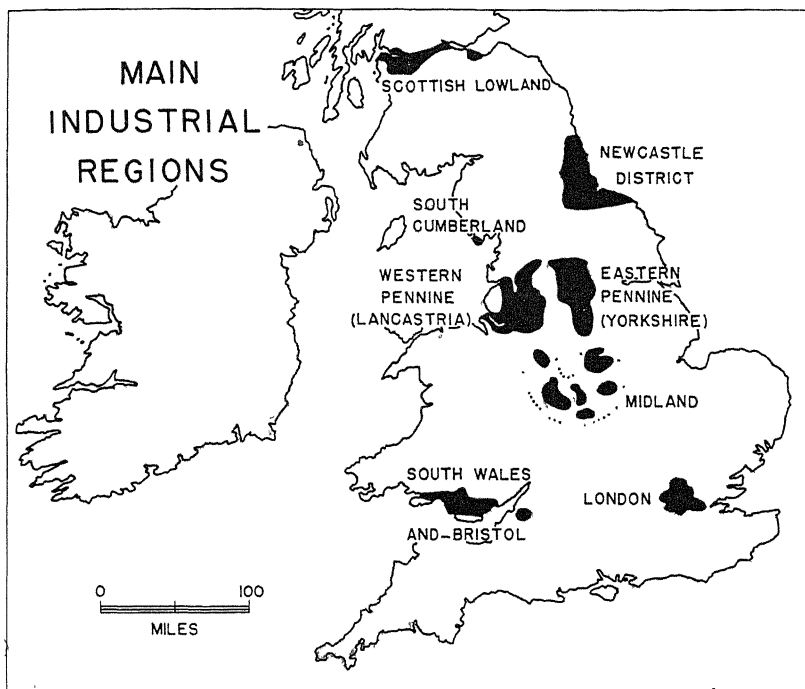 MAIN
INDUSTRIAL
REGIONS
SCOTTISH LOWLAND
NEWCASTLE
DISTRICT
SOUTH
CUMBERLAND
WESTERN
PENNINE
(LANCASTRIA)
EASTERN
PENNINE
(YORKSHIRE)
MIDLAND
SOUTH WALES
AND-BRISTOL
LONDON
0 100
MILES